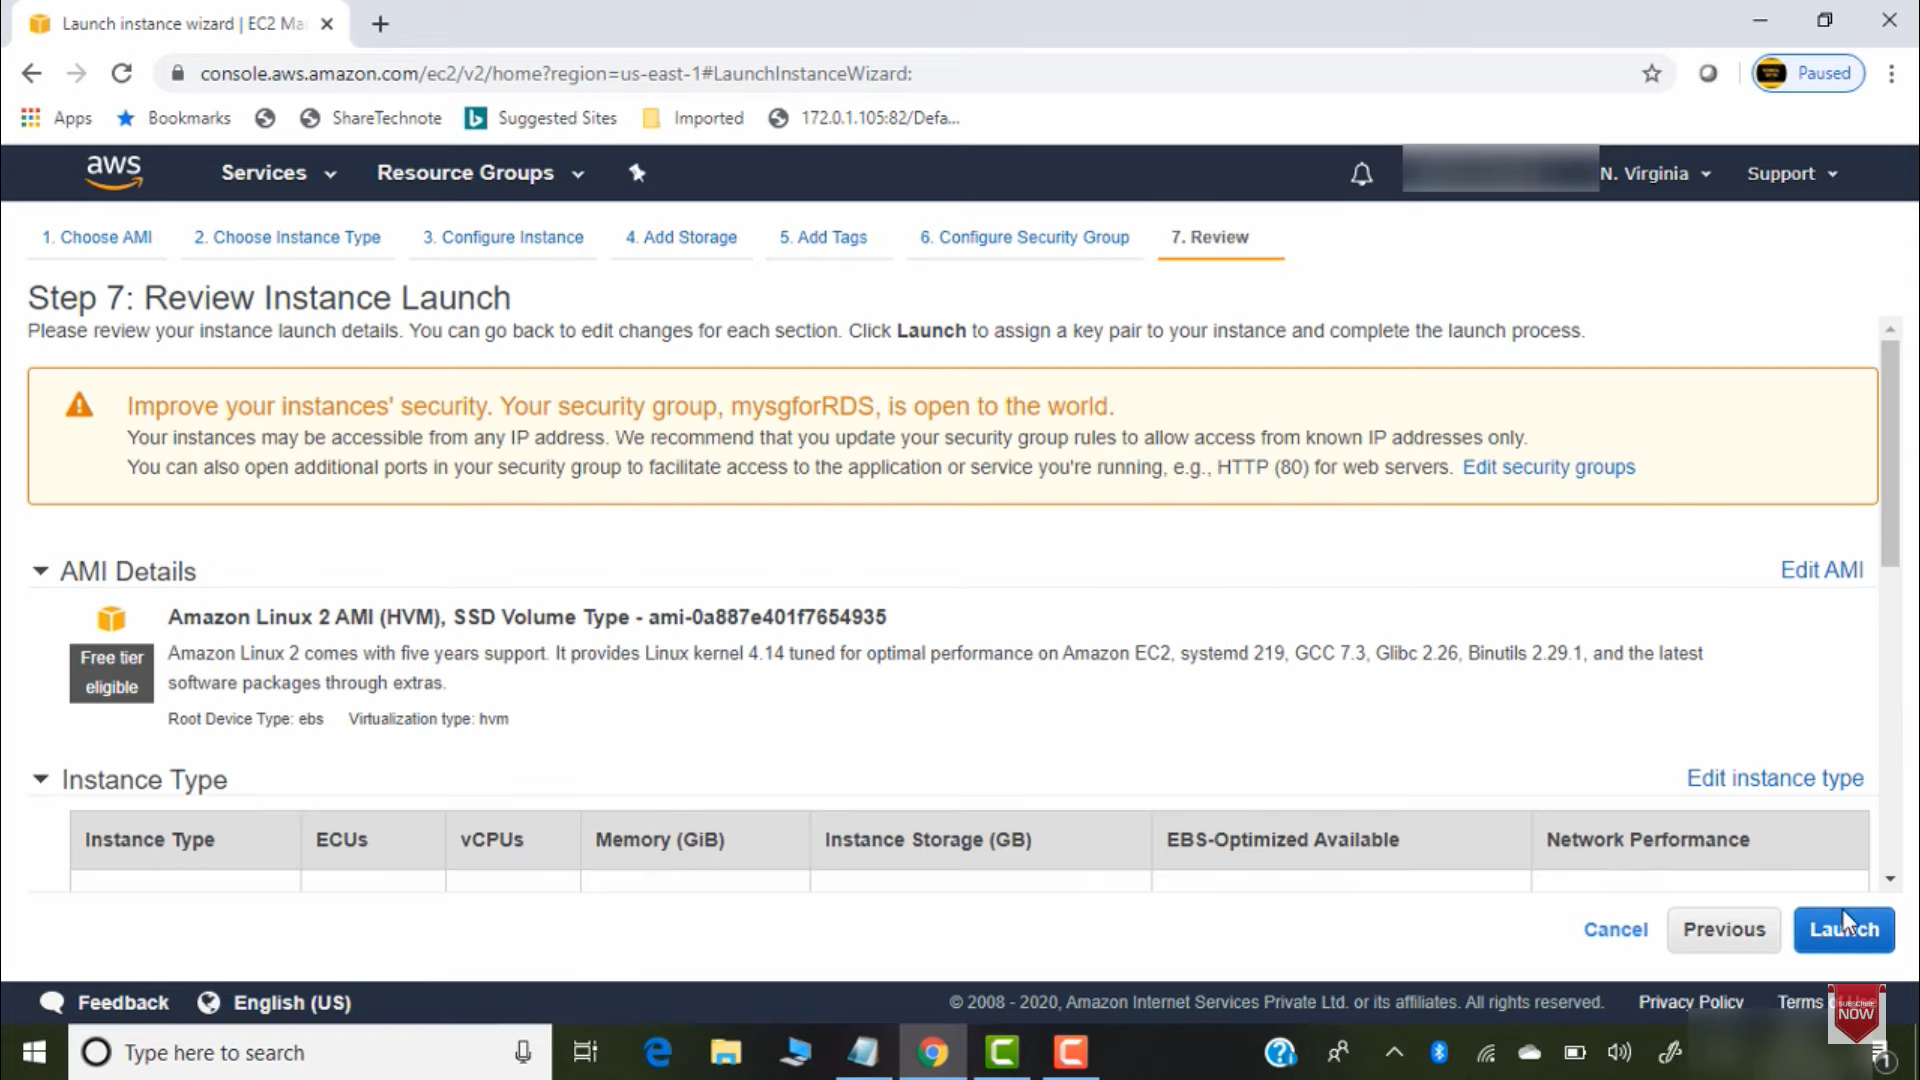 Launch instance wizard | EC2 Ma
console.aws.amazon.com/ec2/v2/home?region=us-east-1#LaunchInstanceWizard:
Paused
Apps Bookmarks ShareTechnote Suggested Sites Imported 172.0.1.105:82/Defa...
aws Services Resource Groups N. Virginia Support
1. Choose AMI 2. Choose Instance Type 3. Configure Instance 4. Add Storage 5. Add Tags 6. Configure Security Group 7. Review
Step 7: Review Instance Launch
Please review your instance launch details. You can go back to edit changes for each section. Click Launch to assign a key pair to your instance and complete the launch process.
Improve your instances' security. Your security group, mysgforRDS, is open to the world.
Your instances may be accessible from any IP address. We recommend that you update your security group rules to allow access from known IP addresses only.
You can also open additional ports in your security group to facilitate access to the application or service you're running, e.g., HTTP (80) for web servers. Edit security groups
AMI Details Edit AMI
Amazon Linux 2 AMI (HVM), SSD Volume Type - ami-0a887e401f7654935
Free tier
eligible
Amazon Linux 2 comes with five years support. It provides Linux kernel 4.14 tuned for optimal performance on Amazon EC2, systemd 219, GCC 7.3, Glibc 2.26, Binutils 2.29.1, and the latest
software packages through extras.
Root Device Type: ebs Virtualization type: hvm
Instance Type Edit instance type
Instance Type ECUs vCPUs Memory (GiB) Instance Storage (GB) EBS-Optimized Available Network Performance
Cancel Previous Launch
Feedback English (US) © 2008 - 2020, Amazon Internet Services Private Ltd. or its affiliates. All rights reserved. Privacy Policy Terms of Use
SUBSCRIBE
NOW
Type here to search
1